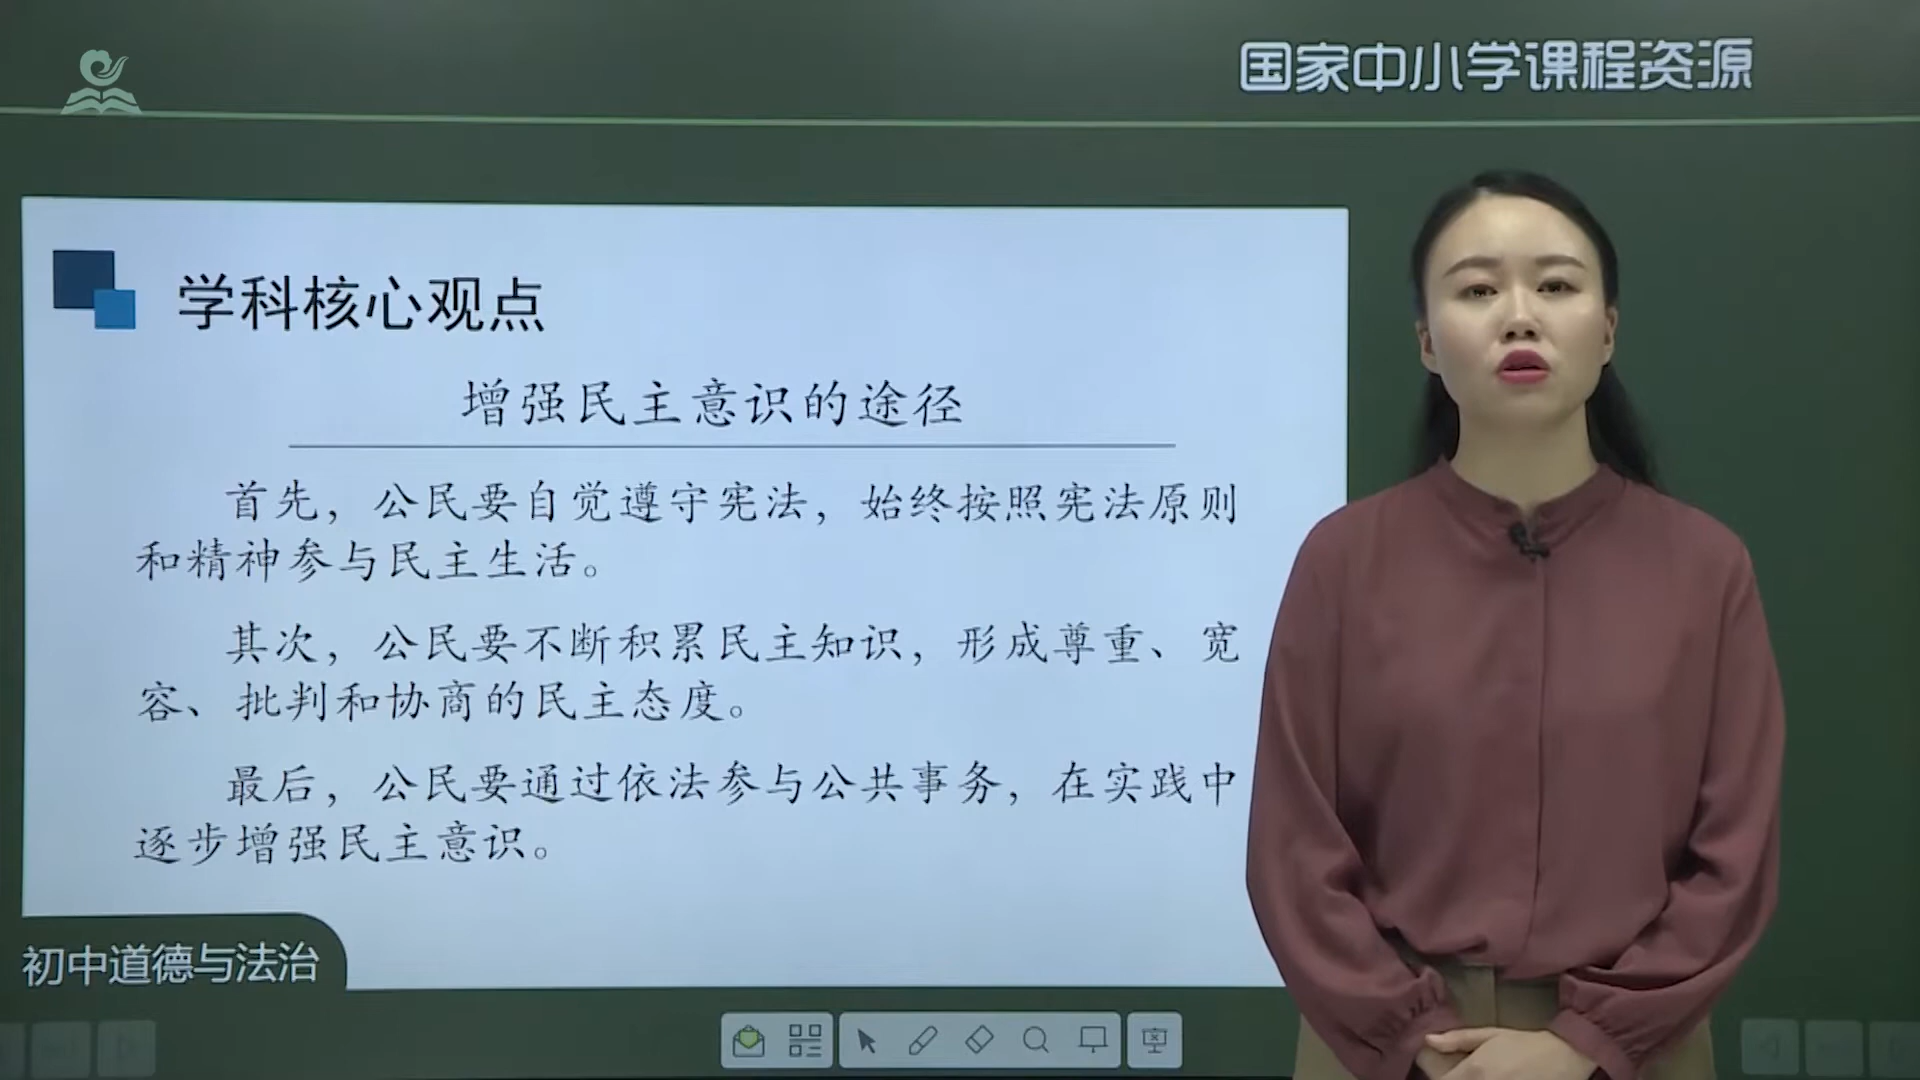 国家中小学课程资源
学科核心观点
增强民主意识的途径
首先，公民要自觉遵守宪法，始终按照宪法原则
和精神参与民主生活。
其次，公民要不断积累民主知识，形成尊重、宽
容、批判和协商的民主态度。
最后，公民要通过依法参与公共事务，在实践中
逐步增强民主意识。
初中道德与法治